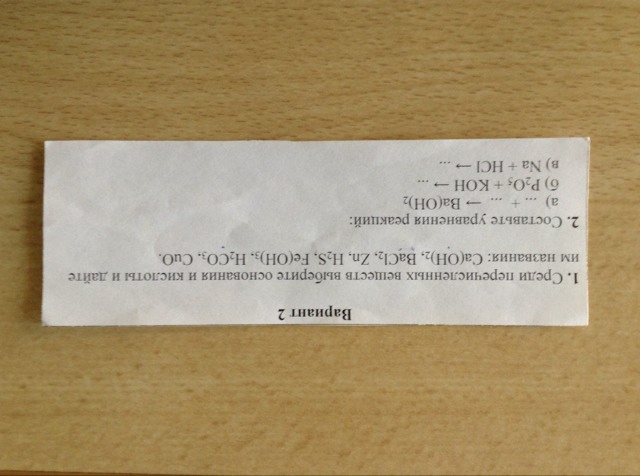 Вариант 2
1. Среди перечисленных веществ выберите основания и кислоты и дайте
им названия: Ca(OH)₂, BaCl₂, Zn, H₂S, Fe(OH)₃, H₂CO₃, CuO.
2. Составьте уравнения реакций:
а) ... + ... → Ba(OH)₂
б) P₂O₅ + KOH → ...
в) Na + HCl → ...